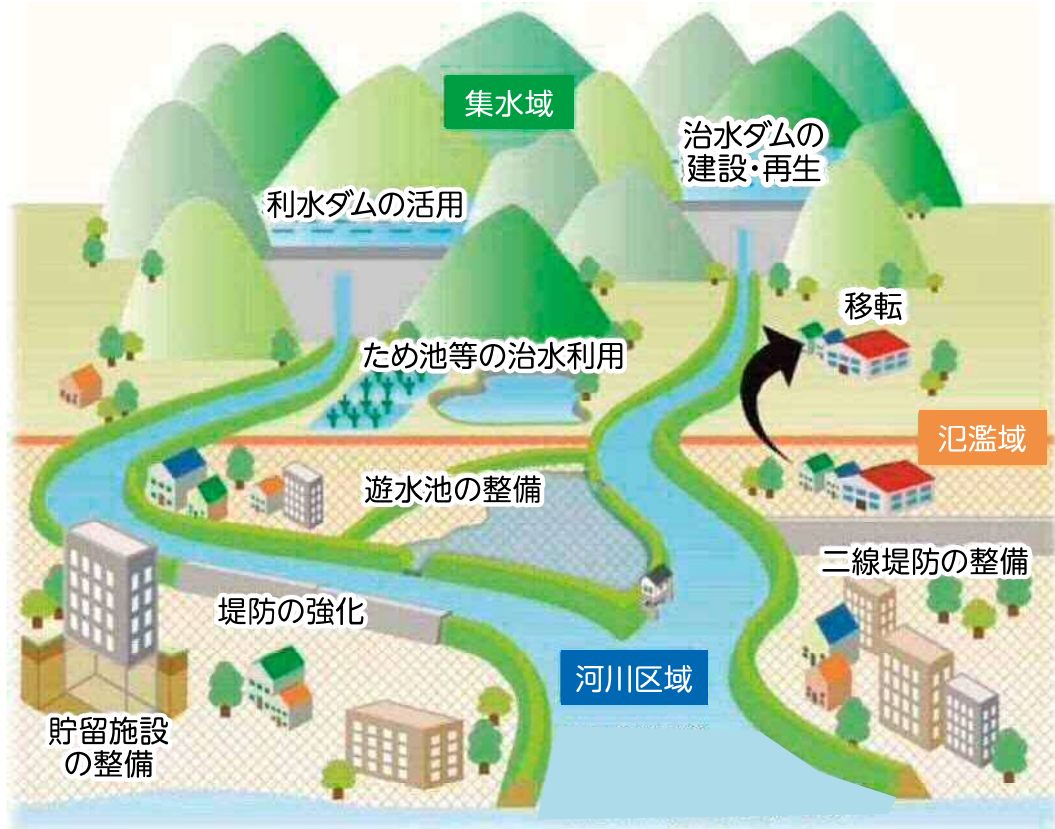 集水域
治水ダムの
建設・再生
利水ダムの活用
移転
ため池等の治水利用
氾濫域
遊水池の整備
二線堤防の整備
堤防の強化
河川区域
貯留施設
の整備